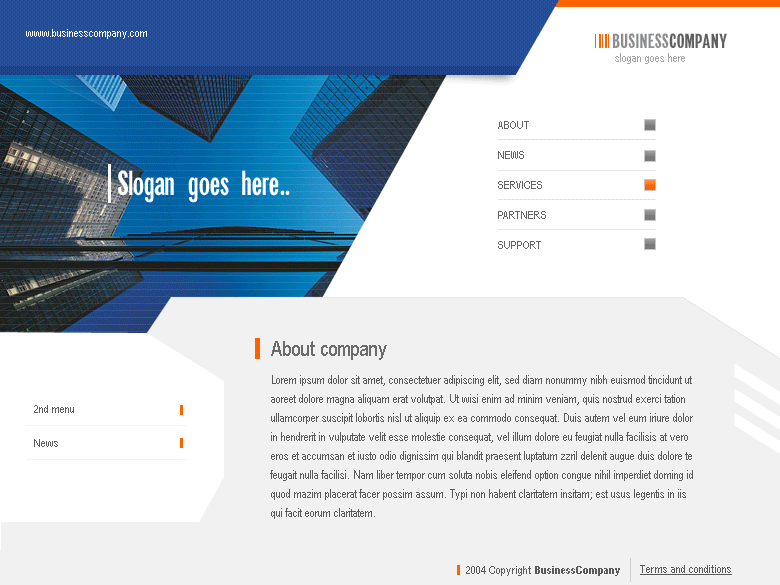 www.businesscompany.com
BUSINESSCOMPANY
slogan goes here
ABOUT
NEWS
SERVICES
PARTNERS
SUPPORT
Slogan goes here..
About company
Lorem ipsum dolor sit amet, consectetuer adipiscing elit, sed diam nonummy nibh euismod tincidunt ut
aoreet dolore magna aliquam erat volutpat. Ut wisi enim ad minim veniam, quis nostrud exerci tation
ullamcorper suscipit lobortis nisl ut aliquip ex ea commodo consequat. Duis autem vel eum iriure dolor
in hendrerit in vulputate velit esse molestie consequat, vel illum dolore eu feugiat nulla facilisis at vero
eros et accumsan et iusto odio dignissim qui blandit praesent luptatum zzril delenit augue duis dolore te
feugait nulla facilisi. Nam liber tempor cum soluta nobis eleifend option congue nihil imperdiet doming id
quod mazim placerat facer possim assum. Typi non habent claritatem insitam; est usus legentis in iis
qui facit eorum claritatem.
2nd menu
News
2004 Copyright BusinessCompany
Terms and conditions